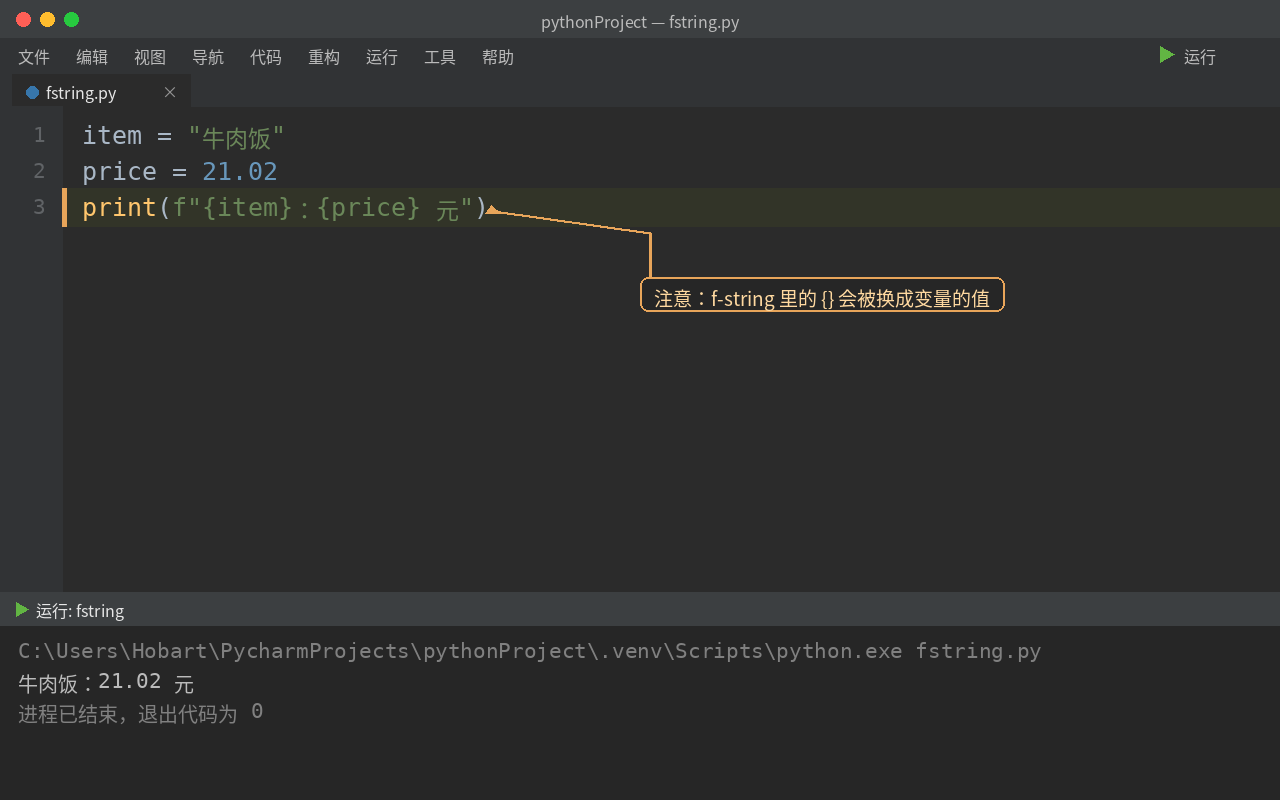 pythonProject — fstring.py
文件 编辑 视图 导航 代码 重构 运行 工具 帮助 运行
fstring.py ×
1 item = "牛肉饭"
2 price = 21.02
3 print(f"{item}：{price} 元")
注意：f-string 里的 {} 会被换成变量的值
运行: fstring
C:\Users\Hobart\PycharmProjects\pythonProject\.venv\Scripts\python.exe fstring.py
牛肉饭：21.02 元
进程已结束，退出代码为 0